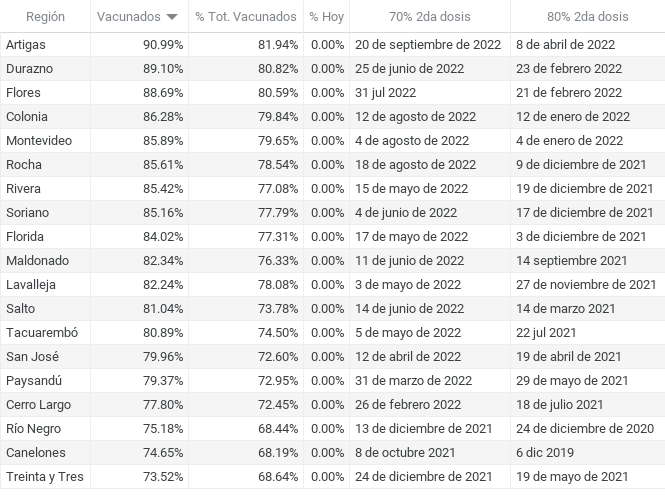 Región Vacunados % Tot. Vacunados % Hoy 70% 2da dosis 80% 2da dosis
Artigas 90.99% 81.94% 0.00% 20 de septiembre de 2022 8 de abril de 2022
Durazno 89.10% 80.82% 0.00% 25 de junio de 2022 23 de febrero 2022
Flores 88.69% 80.59% 0.00% 31 jul 2022 21 de febrero de 2022
Colonia 86.28% 79.84% 0.00% 12 de agosto de 2022 12 de enero de 2022
Montevideo 85.89% 79.65% 0.00% 4 de agosto de 2022 4 de enero de 2022
Rocha 85.61% 78.54% 0.00% 18 de agosto de 2022 9 de diciembre de 2021
Rivera 85.42% 77.08% 0.00% 15 de mayo de 2022 19 de diciembre de 2021
Soriano 85.16% 77.79% 0.00% 4 de junio de 2022 17 de diciembre de 2021
Florida 84.02% 77.31% 0.00% 17 de mayo de 2022 3 de diciembre de 2021
Maldonado 82.34% 76.33% 0.00% 11 de junio de 2022 14 septiembre 2021
Lavalleja 82.24% 78.08% 0.00% 3 de mayo de 2022 27 de noviembre de 2021
Salto 81.04% 73.78% 0.00% 14 de junio de 2022 14 de marzo 2021
Tacuarembó 80.89% 74.50% 0.00% 5 de mayo de 2022 22 jul 2021
San José 79.96% 72.60% 0.00% 12 de abril de 2022 19 de abril de 2021
Paysandú 79.37% 72.95% 0.00% 31 de marzo de 2022 29 de mayo de 2021
Cerro Largo 77.80% 72.45% 0.00% 26 de febrero de 2022 18 de julio 2021
Río Negro 75.18% 68.44% 0.00% 13 de diciembre de 2021 24 de diciembre de 2020
Canelones 74.65% 68.19% 0.00% 8 de octubre 2021 6 dic 2019
Treinta y Tres 73.52% 68.64% 0.00% 24 de diciembre de 2021 19 de mayo de 2021